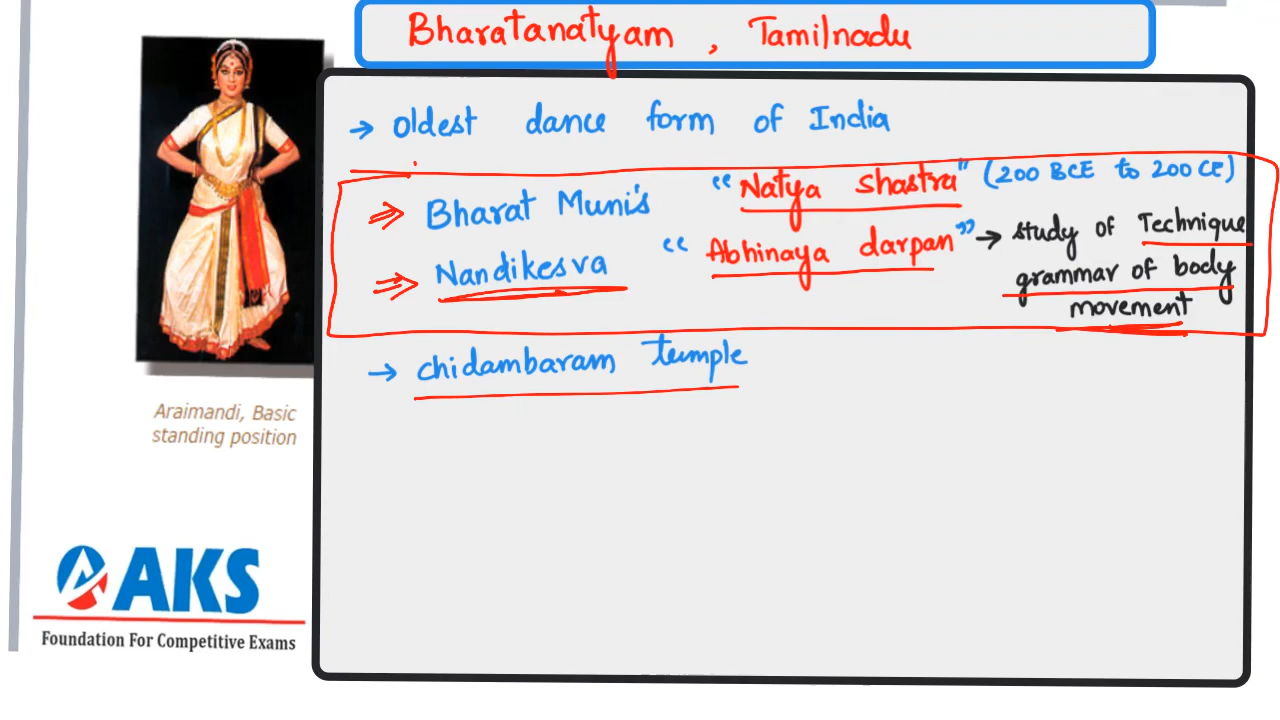 Bharatanatyam, Tamilnadu
→ oldest dance form of India
⇒ Bharat Muni's "Natya Shastra" (200 BCE to 200 CE)
⇒ Nandikesva "Abhinaya darpan" → study of Technique
grammar of body
movement
→ chidambaram temple
Araimandi, Basic
standing position
AKS
Foundation For Competitive Exams